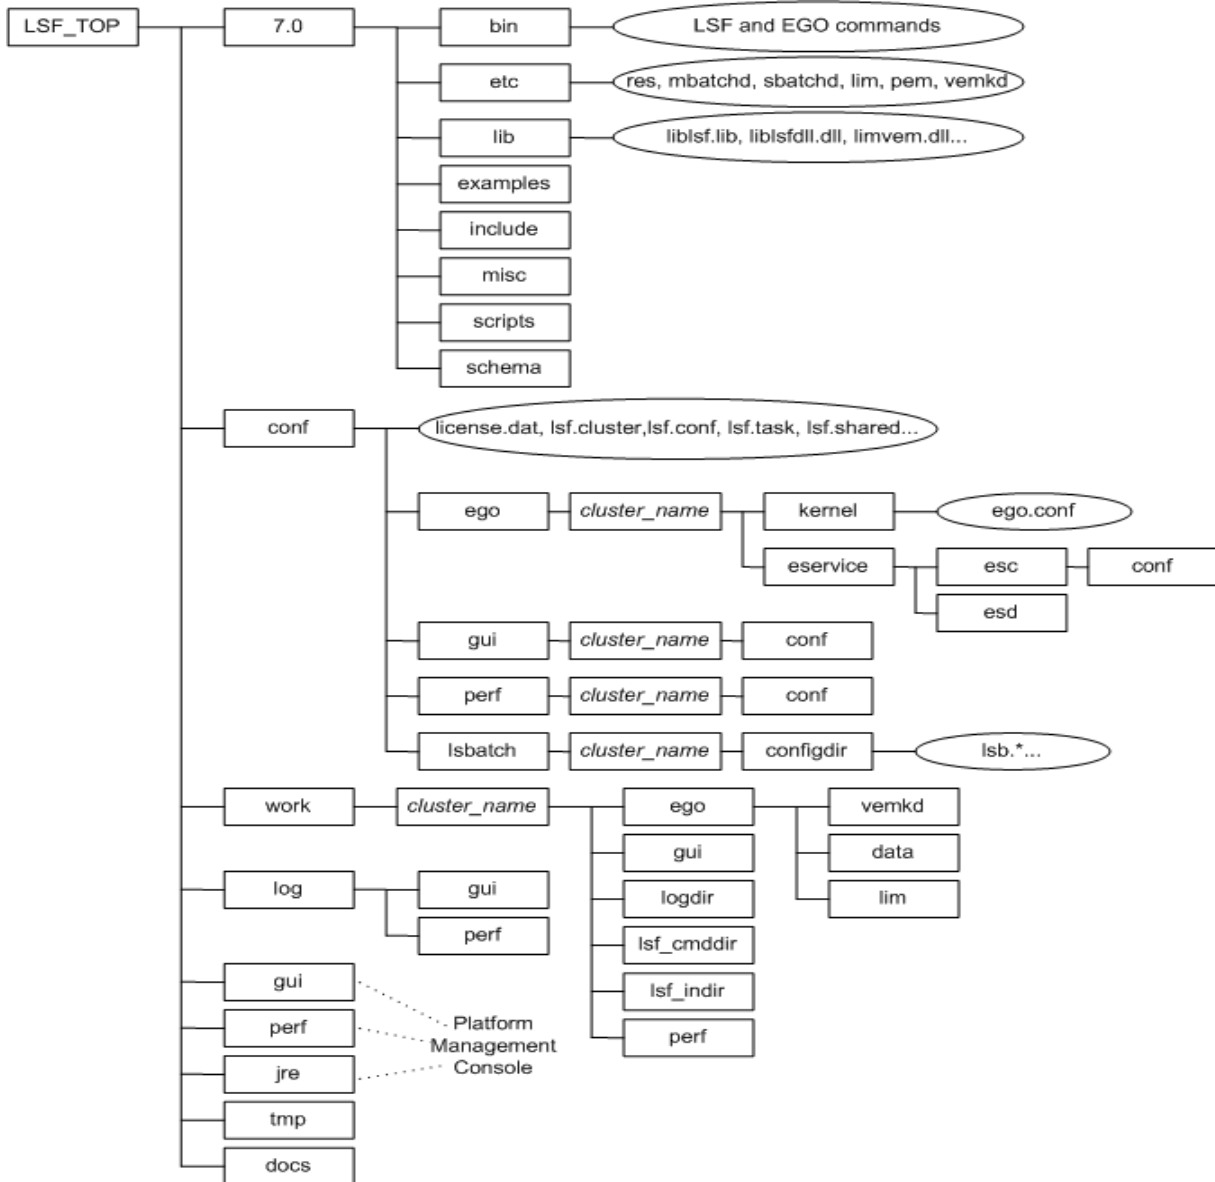 LSF_TOP 7.0 bin LSF and EGO commands
etc res, mbatchd, sbatchd, lim, pem, vemkd
lib liblsf.lib, liblsfdll.dll, limvem.dll...
examples
include
misc
scripts
schema
conf license.dat, lsf.cluster,lsf.conf, lsf.task, lsf.shared...
ego cluster_name kernel ego.conf
eservice esc conf
esd
gui cluster_name conf
perf cluster_name conf
lsbatch cluster_name configdir lsb.*...
work cluster_name ego vemkd
gui data
log gui logdir lim
perf lsf_cmddir
gui lsf_indir
perf Platform perf
Management
jre Console
tmp
docs